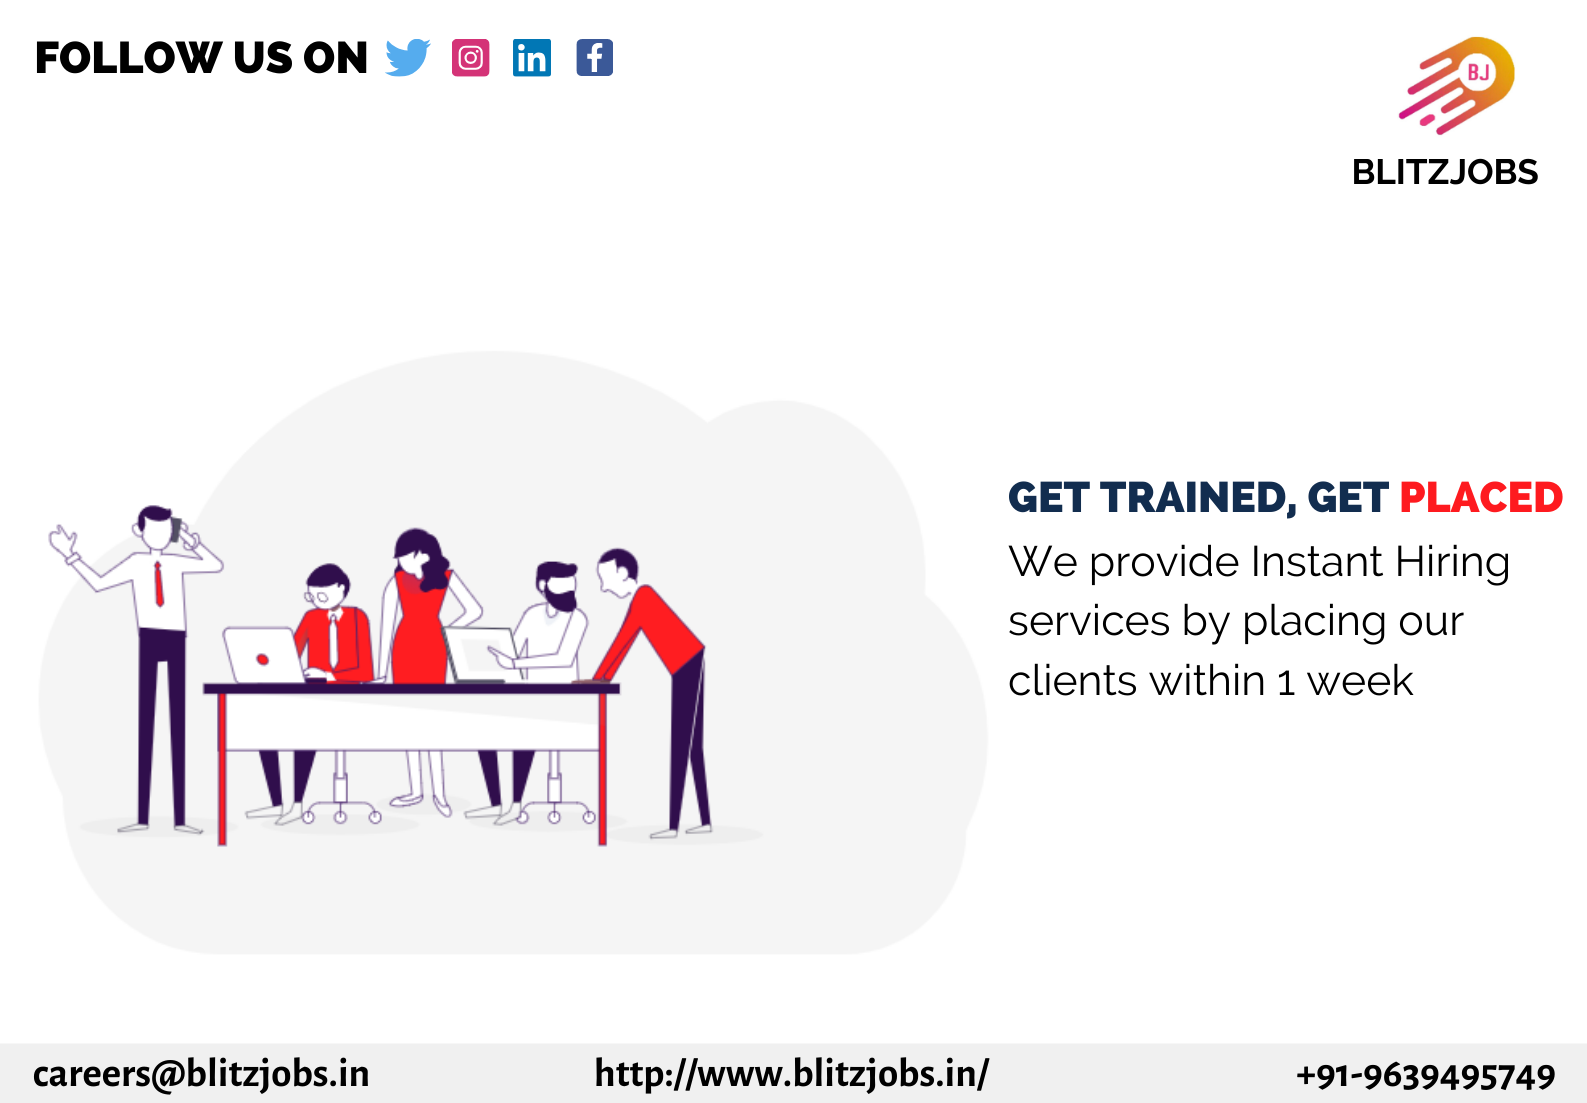 FOLLOW US ON
BJ
BLITZJOBS
GET TRAINED, GET PLACED
We provide Instant Hiring
services by placing our
clients within 1 week
careers@blitzjobs.in
http://www.blitzjobs.in/
+91-9639495749